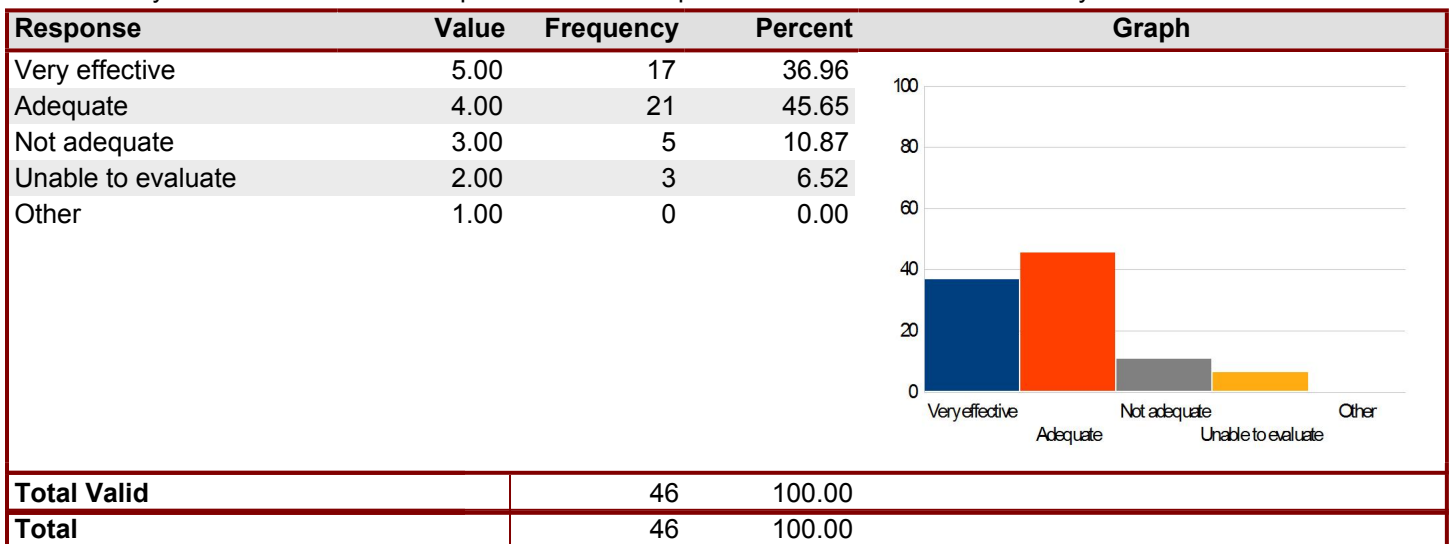 Response Value Frequency Percent Graph
Very effective 5.00 17 36.96
Adequate 4.00 21 45.65
Not adequate 3.00 5 10.87
Unable to evaluate 2.00 3 6.52
Other 1.00 0 0.00
100
80
60
40
20
0
Very effective Not adequate Other
Adequate Unable to evaluate
Total Valid 46 100.00
Total 46 100.00